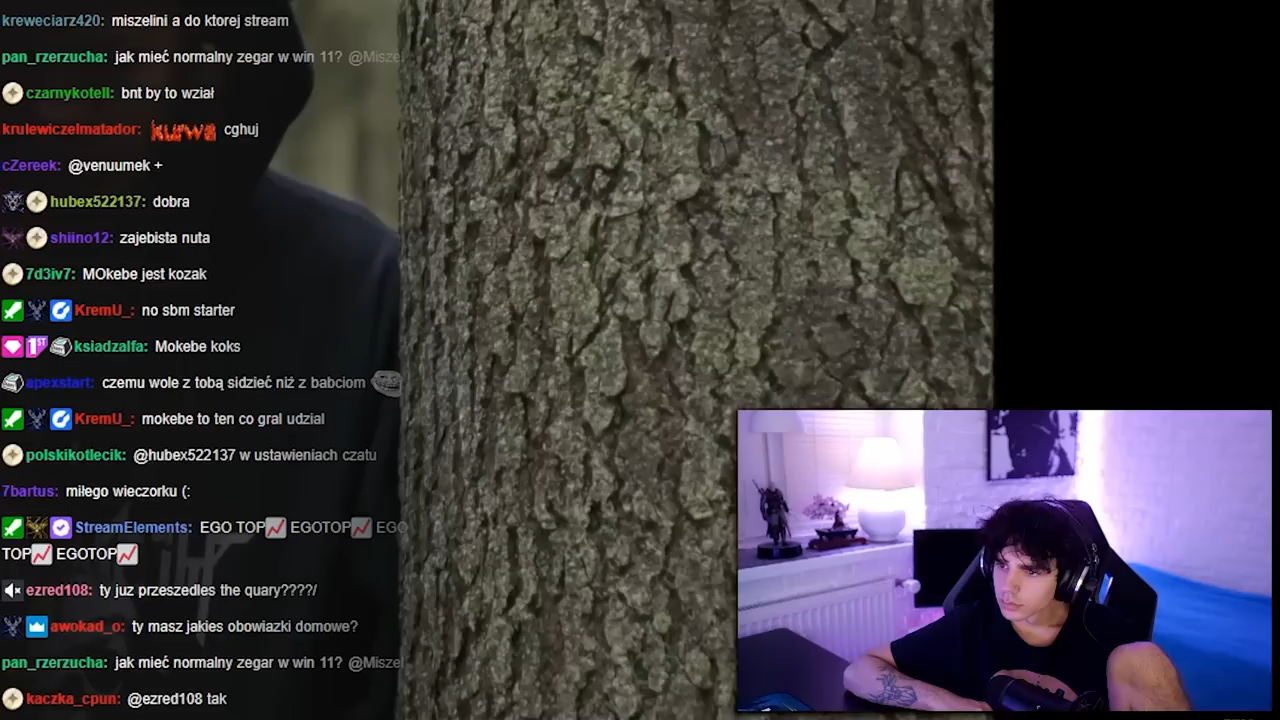 kreweciarz420: miszelini a do ktorej stream
pan_rzerzucha: jak mieć normalny zegar w win 11? @Misze
czarnykotell: bnt by to wziął
krulewiczelmatador: kurwa cghuj
cZereek: @venuumek +
hubex522137: dobra
shiino12: zajebista nuta
7d3iv7: MOkebe jest kozak
KremU_: no sbm starter
1ST ksiadzalfa: Mokebe koks
apexstart: czemu wole z tobą sidzieć niż z babciom
KremU_: mokebe to ten co gral udzial
polskikotlecik: @hubex522137 w ustawieniach czatu
7bartus: miłego wieczorku (:
StreamElements: EGO TOP EGOTOP EGO
TOP EGOTOP
ezred108: ty juz przeszedles the quary????/
awokad_o: ty masz jakies obowiazki domowe?
pan_rzerzucha: jak mieć normalny zegar w win 11? @Misze
kaczka_cpun: @ezred108 tak